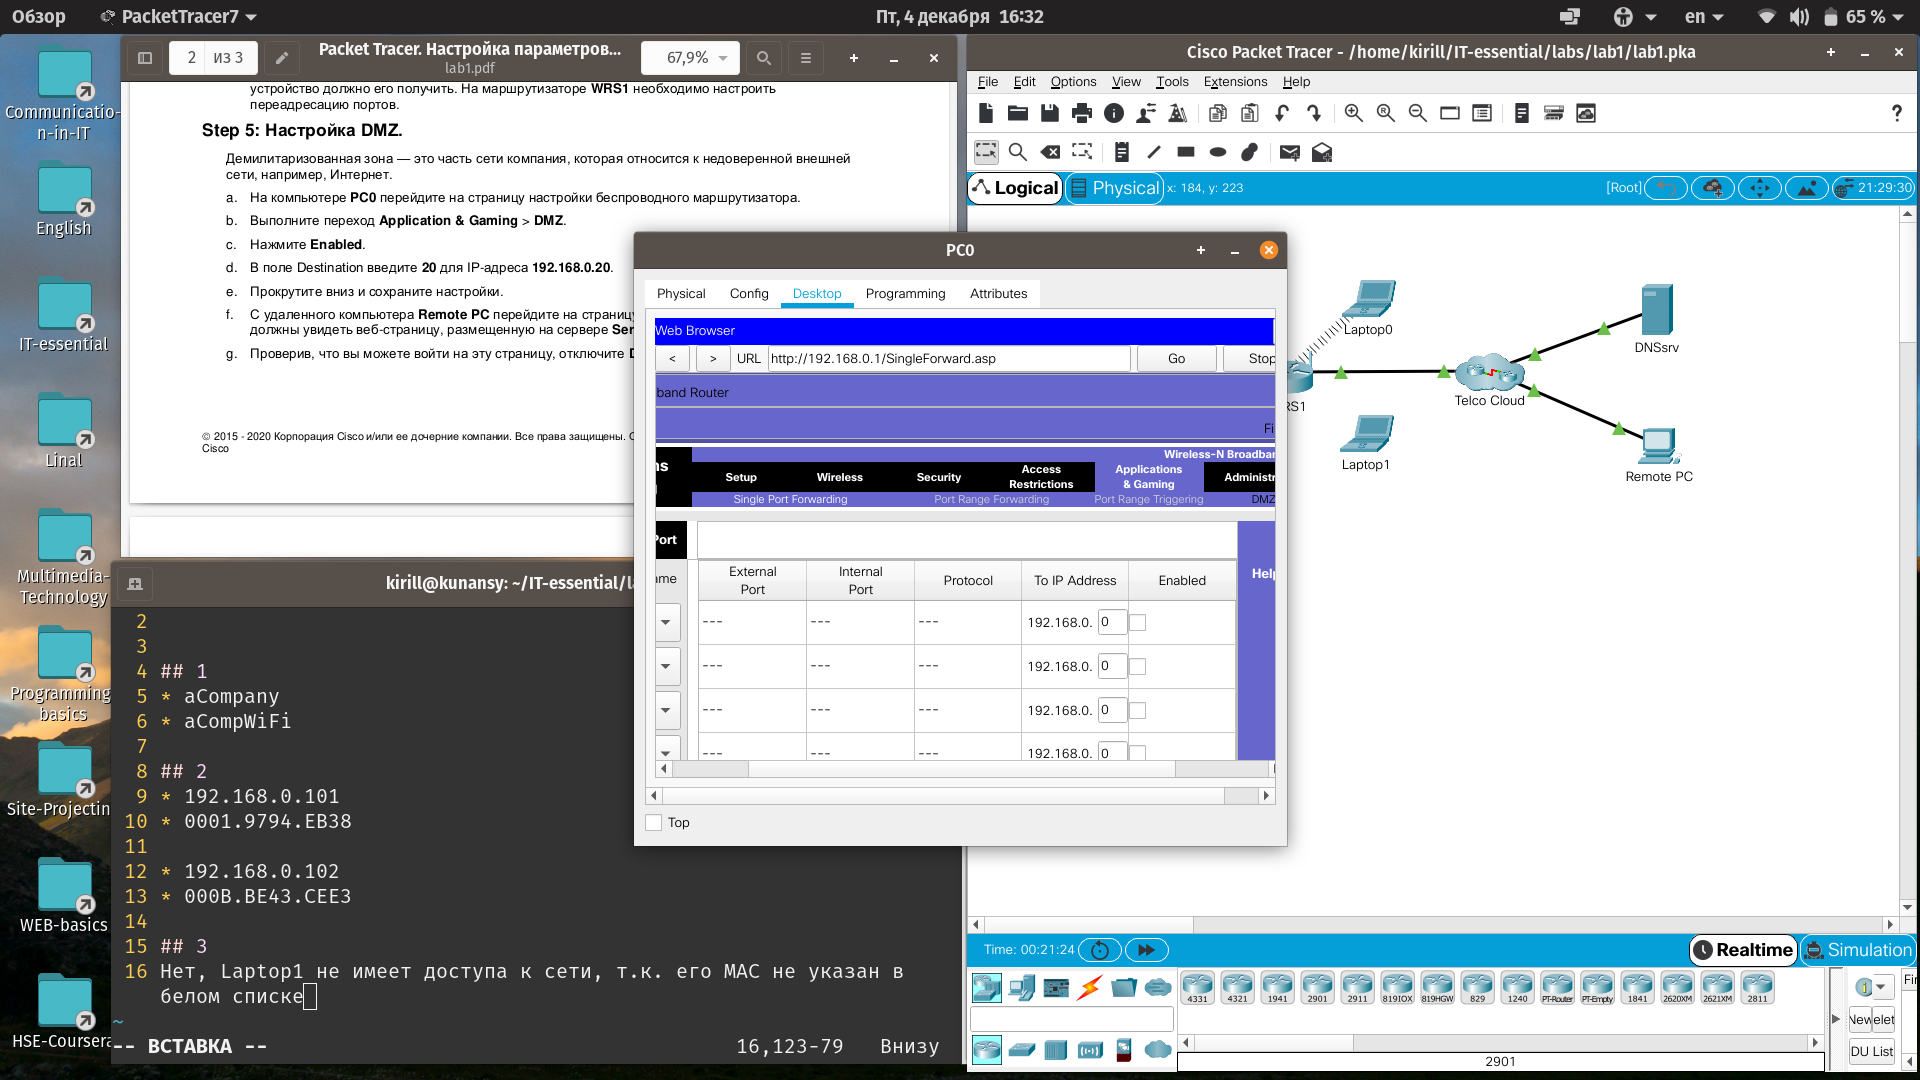 Обзор
PacketTracer7
Пт, 4 декабря 16:32
en
65 %
Communicatio-
n-in-IT
English
IT-essential
Linal
Multimedia-
Technology
Programming-
basics
Site-Projectin
WEB-basics
HSE-Coursera
2 из 3
Packet Tracer. Настройка параметров...
lab1.pdf
67,9%
устройство должно его получить. На маршрутизаторе WRS1 необходимо настроить
переадресацию портов.
Step 5: Настройка DMZ.
Демилитаризованная зона — это часть сети компания, которая относится к недоверенной внешней
сети, например, Интернет.
a. На компьютере PC0 перейдите на страницу настройки беспроводного маршрутизатора.
b. Выполните переход Application & Gaming > DMZ.
c. Нажмите Enabled.
d. В поле Destination введите 20 для IP-адреса 192.168.0.20.
e. Прокрутите вниз и сохраните настройки.
f. С удаленного компьютера Remote PC перейдите на страницу
должны увидеть веб-страницу, размещенную на сервере Ser
g. Проверив, что вы можете войти на эту страницу, отключите
© 2015 - 2020 Корпорация Cisco и/или ее дочерние компании. Все права защищены.
Cisco
kirill@kunansy: ~/IT-essential/la
2
3
4 ## 1
5 * aCompany
6 * aCompWiFi
7
8 ## 2
9 * 192.168.0.101
10 * 0001.9794.EB38
11
12 * 192.168.0.102
13 * 000B.BE43.CEE3
14
15 ## 3
16 Нет, Laptop1 не имеет доступа к сети, т.к. его MAC не указан в
белом списке
~
-- ВСТАВКА --
16,123-79 Внизу
PC0
Physical Config Desktop Programming Attributes
Web Browser
< > URL http://192.168.0.1/SingleForward.asp Go Stop
band Router
Fi
ns
Wireless-N Broadban
Setup Wireless Security Access
Restrictions Applications
& Gaming Administr
Single Port Forwarding Port Range Forwarding Port Range Triggering DMZ
Port
Help
ame External
Port Internal
Port Protocol To IP Address Enabled
--- --- --- 192.168.0. 0
--- --- --- 192.168.0. 0
--- --- --- 192.168.0. 0
--- --- --- 192.168.0. 0
Top
Cisco Packet Tracer - /home/kirill/IT-essential/labs/lab1/lab1.pka
File Edit Options View Tools Extensions Help
?
Logical Physical x: 184, y: 223
[Root]
21:29:30
Laptop0
DNSsrv
RS1
Telco Cloud
Laptop1
Remote PC
Time: 00:21:24
Realtime Simulation
4331 4321 1941 2901 2911 819IOX 819HGW 829 1240 PT-Router PT-Empty 1841 2620XM 2621XM 2811
Fir
New elet
DU List
2901